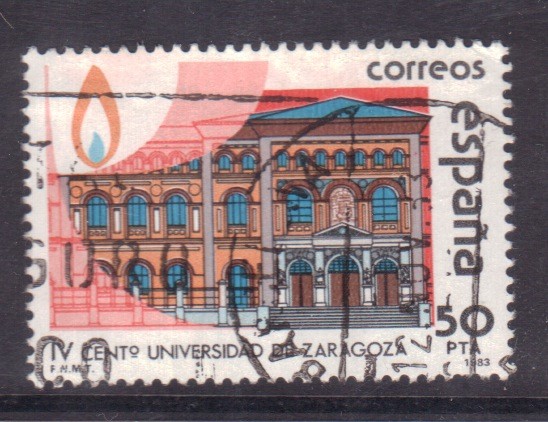 correos
españa
50
PTA
IV CENTº UNIVERSIDAD DE ZARAGOZA
F.N.M.T.
1983